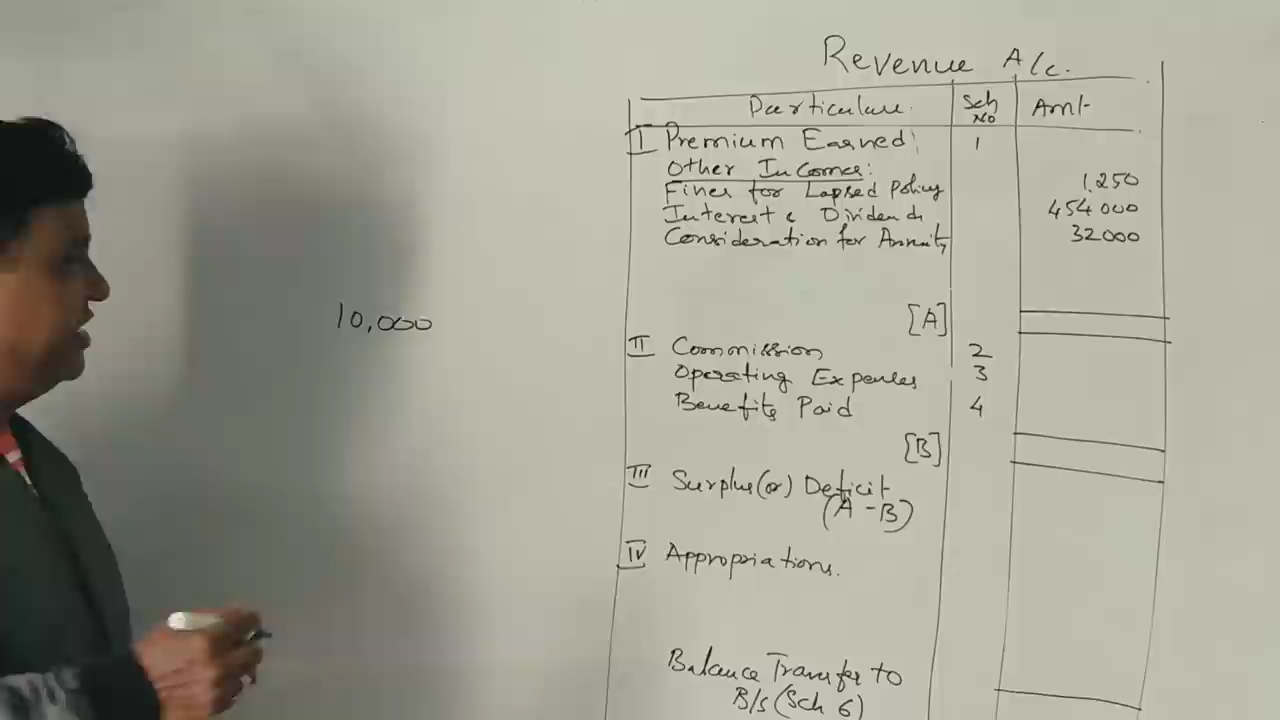 Revenue A/c.
Particulars. Sch No Amt
I Premium Earned: 1
Other Incomes:
Fines for Lapsed Policy 1,250
Interest & Dividends 454000
Consideration for Annuity 32000
[A]
10,000
II Commission 2
Operating Expenses 3
Benefits Paid 4
[B]
III Surplus (or) Deficit
(A-B)
IV Appropriations.
Balance Transfer to
B/S (Sch 6)